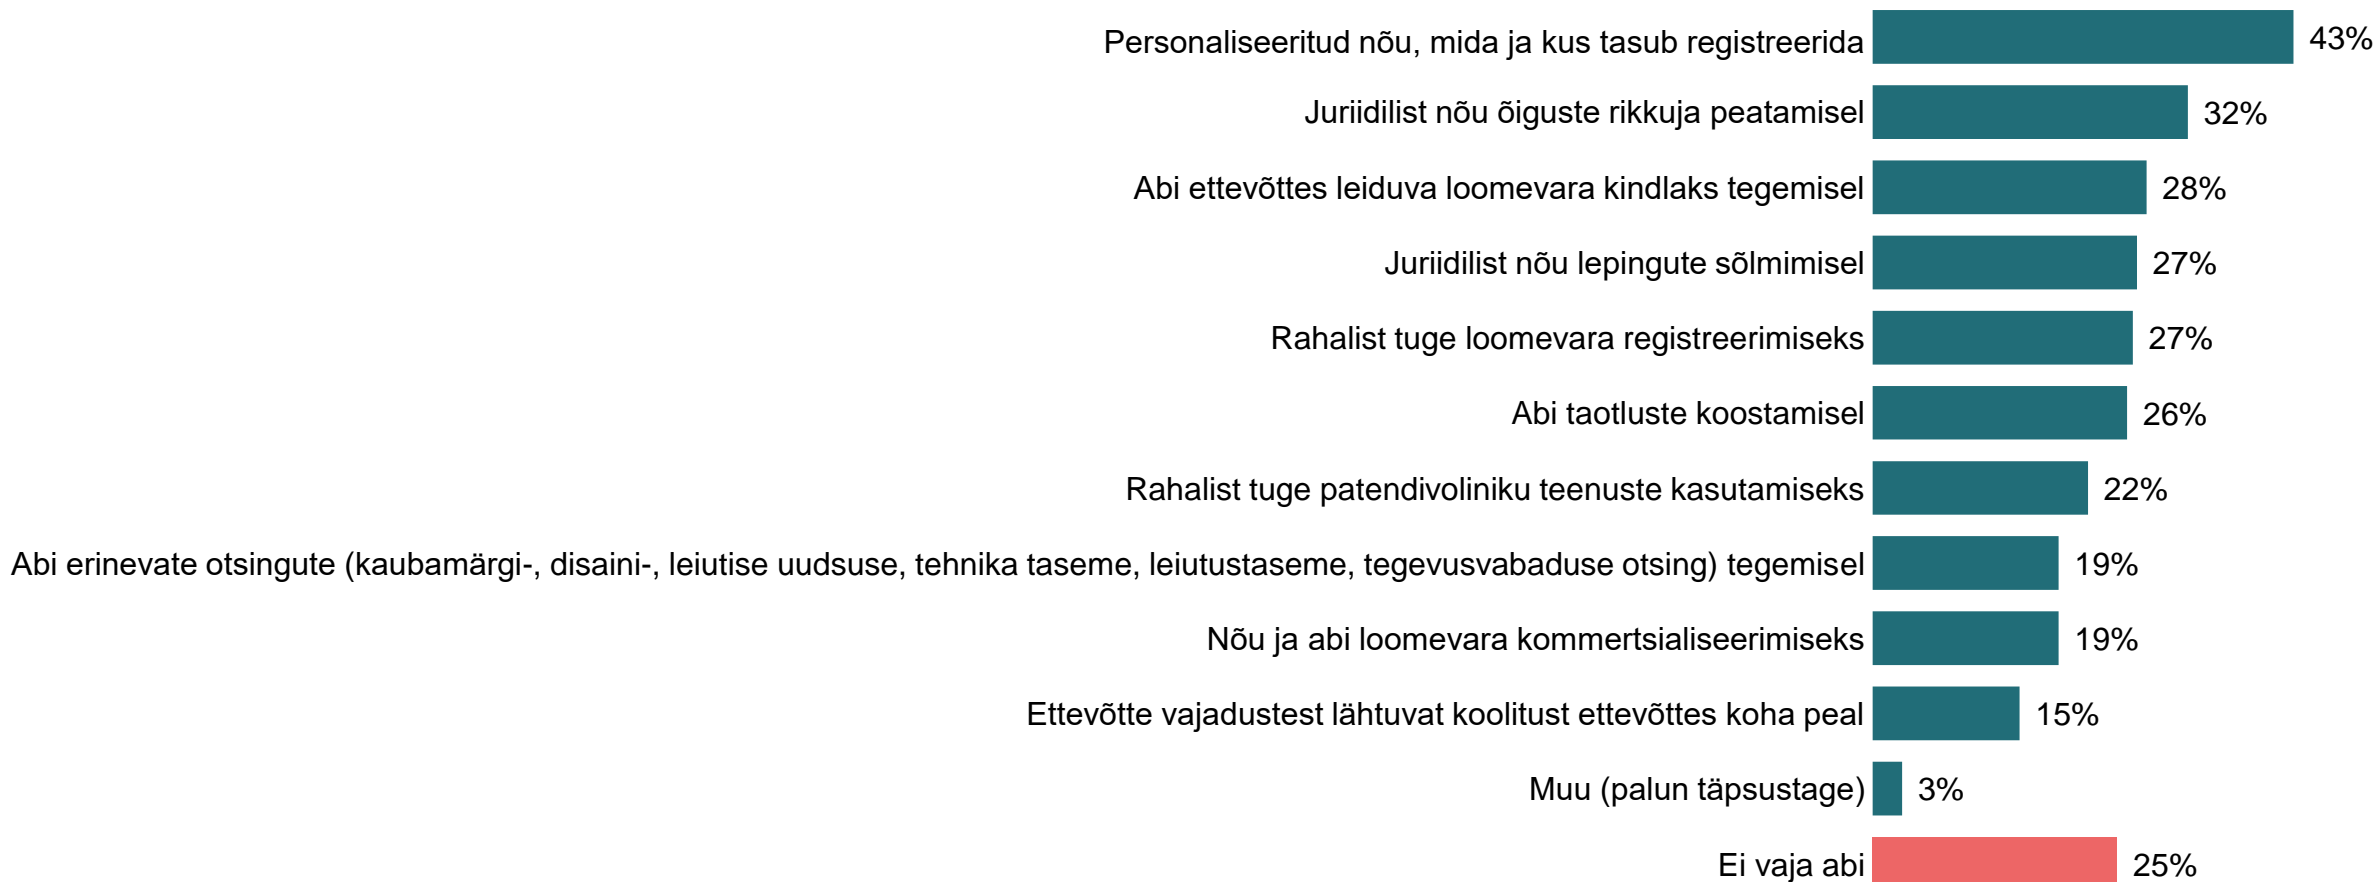 Personaliseeritud nõu, mida ja kus tasub registreerida 43%
Juriidilist nõu õiguste rikkuja peatamisel 32%
Abi ettevõttes leiduva loomevara kindlaks tegemisel 28%
Juriidilist nõu lepingute sõlmimisel 27%
Rahalist tuge loomevara registreerimiseks 27%
Abi taotluste koostamisel 26%
Rahalist tuge patendivoliniku teenuste kasutamiseks 22%
Abi erinevate otsingute (kaubamärgi-, disaini-, leiutise uudsuse, tehnika taseme, leiutustaseme, tegevusvabaduse otsing) tegemisel 19%
Nõu ja abi loomevara kommertsialiseerimiseks 19%
Ettevõtte vajadustest lähtuvat koolitust ettevõttes koha peal 15%
Muu (palun täpsustage) 3%
Ei vaja abi 25%